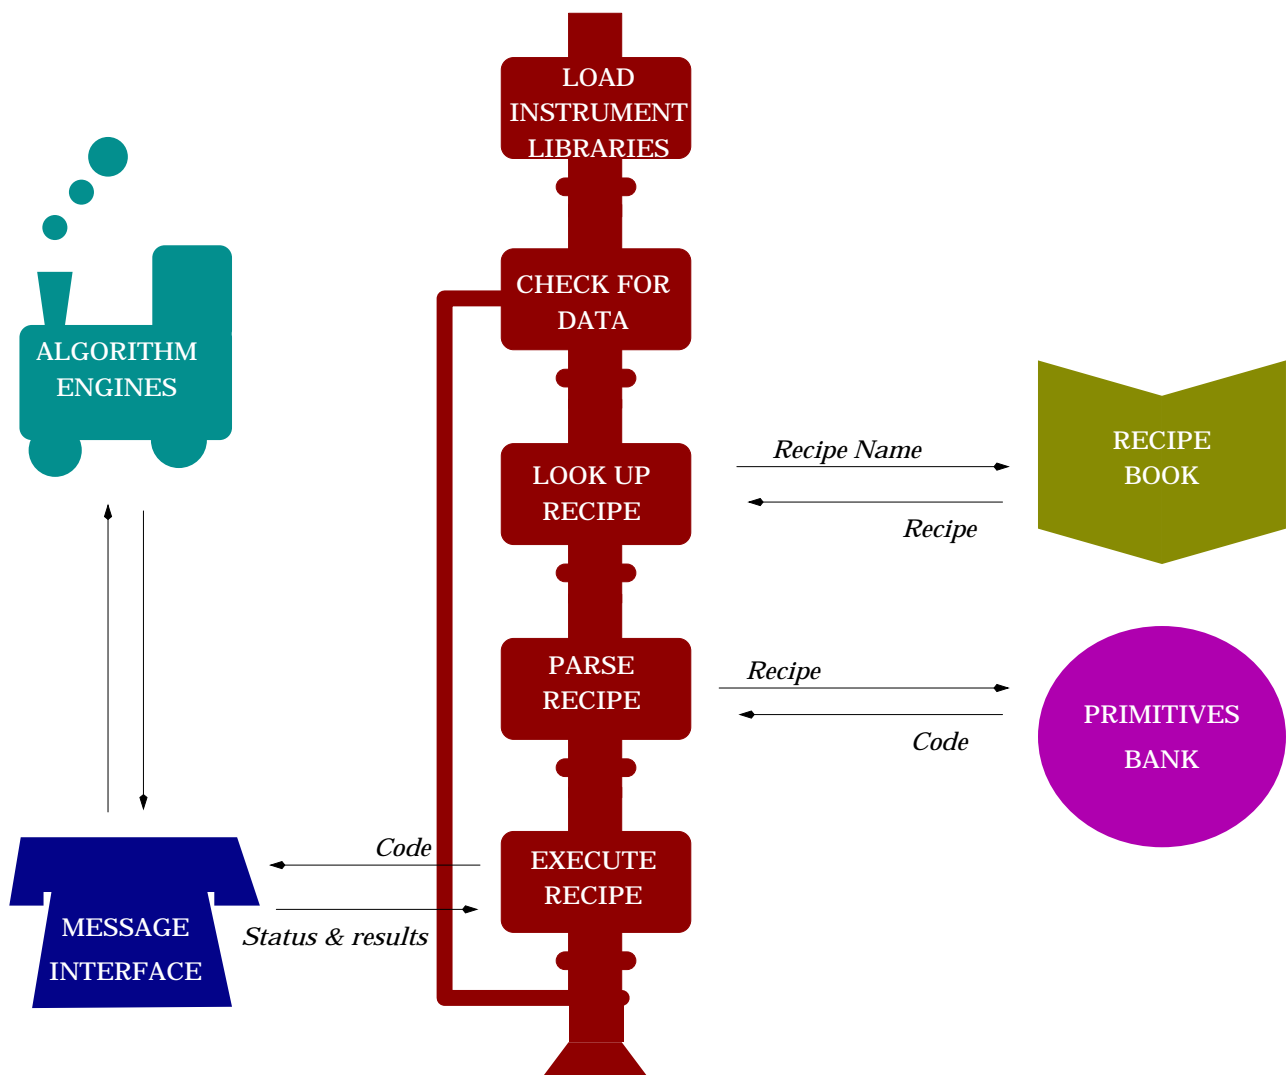 LOAD
INSTRUMENT
LIBRARIES
CHECK FOR
DATA
ALGORITHM
ENGINES
LOOK UP
RECIPE
Recipe Name
Recipe
RECIPE
BOOK
PARSE
RECIPE
Recipe
Code
PRIMITIVES
BANK
EXECUTE
RECIPE
Code
Status & results
MESSAGE
INTERFACE